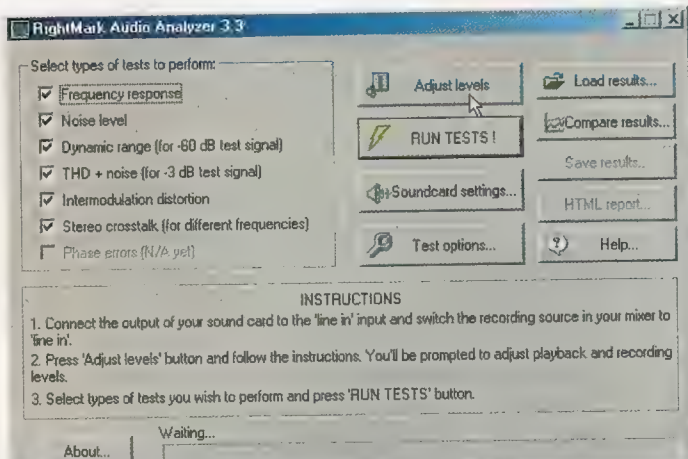 RightMark Audio Analyzer 3.3
Select types of tests to perform:
Frequency response
Noise level
Dynamic range (for -60 dB test signal)
THD + noise (for -3 dB test signal)
Intermodulation distortion
Stereo crosstalk (for different frequencies)
Phase errors (N/A yet)
Adjust levels
RUN TESTS !
Soundcard settings...
Test options...
Load results...
Compare results...
Save results...
HTML report...
Help...
INSTRUCTIONS
1. Connect the output of your sound card to the 'line in' input and switch the recording source in your mixer to
'line in'.
2. Press 'Adjust levels' button and follow the instructions. You'll be prompted to adjust playback and recording
levels.
3. Select types of tests you wish to perform and press 'RUN TESTS' button.
Waiting...
About...